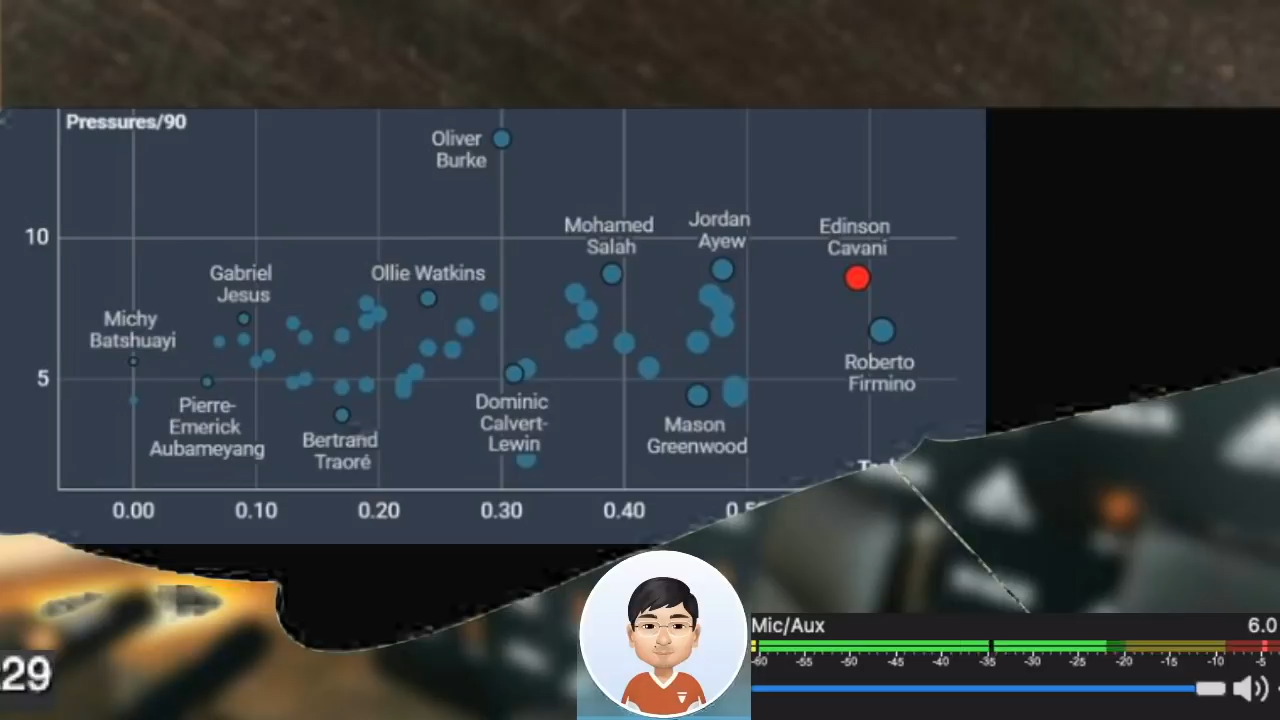 Pressures/90
Oliver
Burke
Mohamed
Salah
Jordan
Ayew
Edinson
Cavani
10
Gabriel
Jesus
Ollie Watkins
Michy
Batshuayi
Roberto
Firmino
5
Pierre-
Emerick
Aubameyang
Bertrand
Traoré
Dominic
Calvert-
Lewin
Mason
Greenwood
0.00 0.10 0.20 0.30 0.40
29
Mic/Aux 6.0
-60 -55 -50 -45 -40 -35 -30 -25 -20 -15 -10 -5